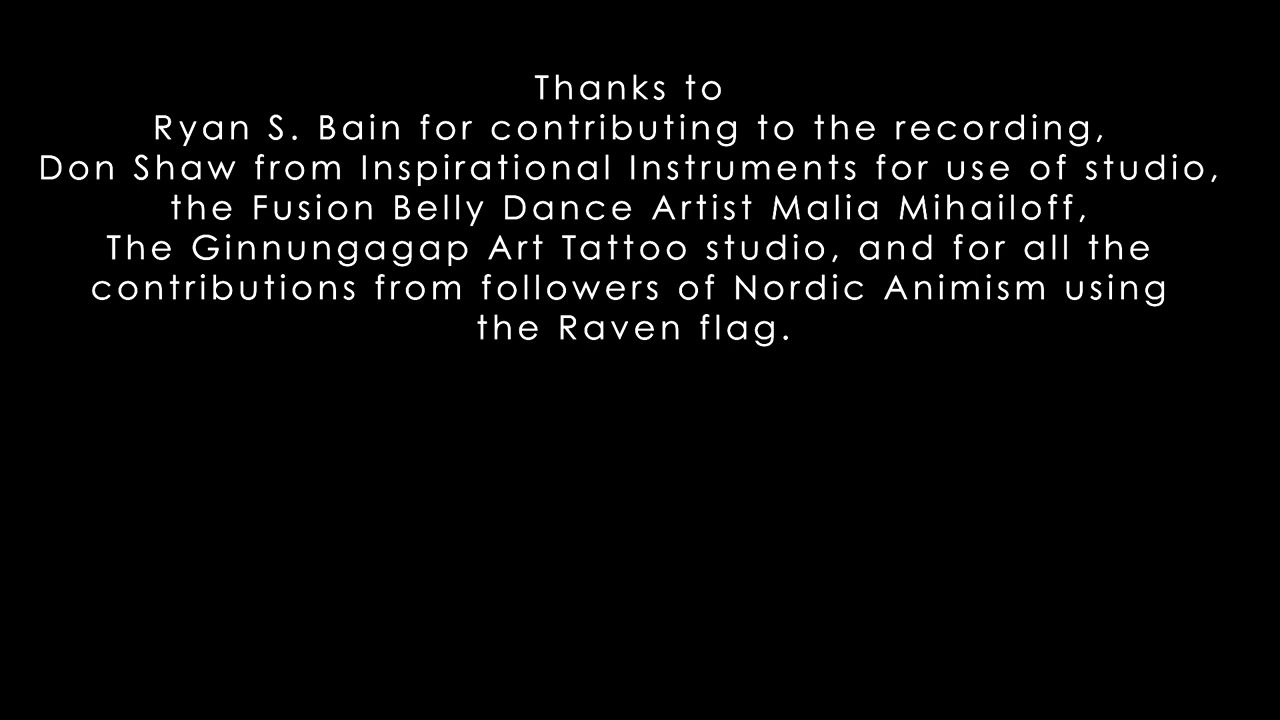 Thanks to
Ryan S. Bain for contributing to the recording,
Don Shaw from Inspirational Instruments for use of studio,
the Fusion Belly Dance Artist Malia Mihailoff,
The Ginnungagap Art Tattoo studio, and for all the
contributions from followers of Nordic Animism using
the Raven flag.